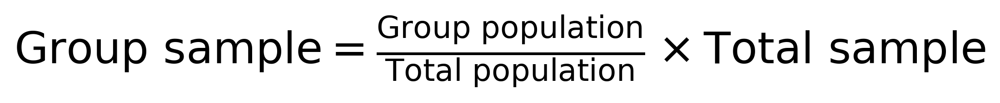 Group sample = Group population / Total population × Total sample